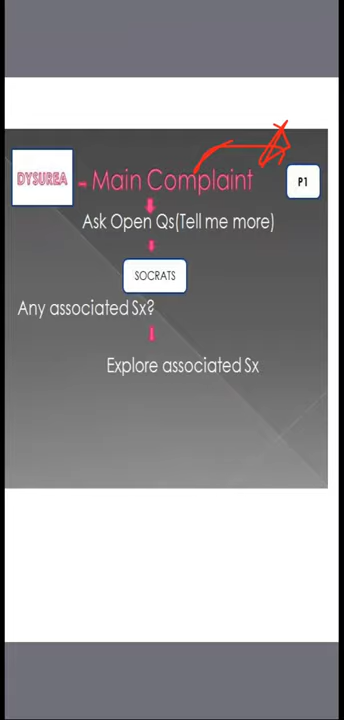 DYSUREA - Main Complaint P1
Ask Open Qs(Tell me more)
SOCRATS
Any associated Sx?
Explore associated Sx